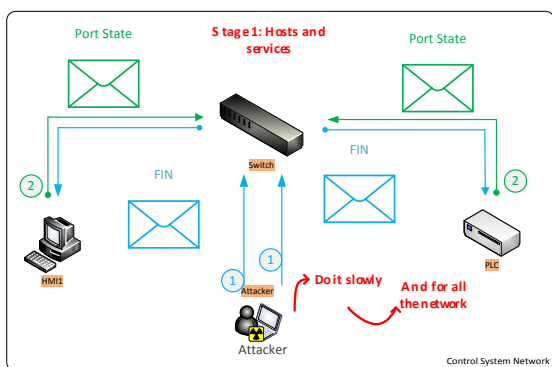 Port State
Stage 1: Hosts and
services
Port State
Switch
FIN
FIN
2
2
HMI1
1
1
PLC
Attacker
Do it slowly
And for all
the network
Attacker
Control System Network